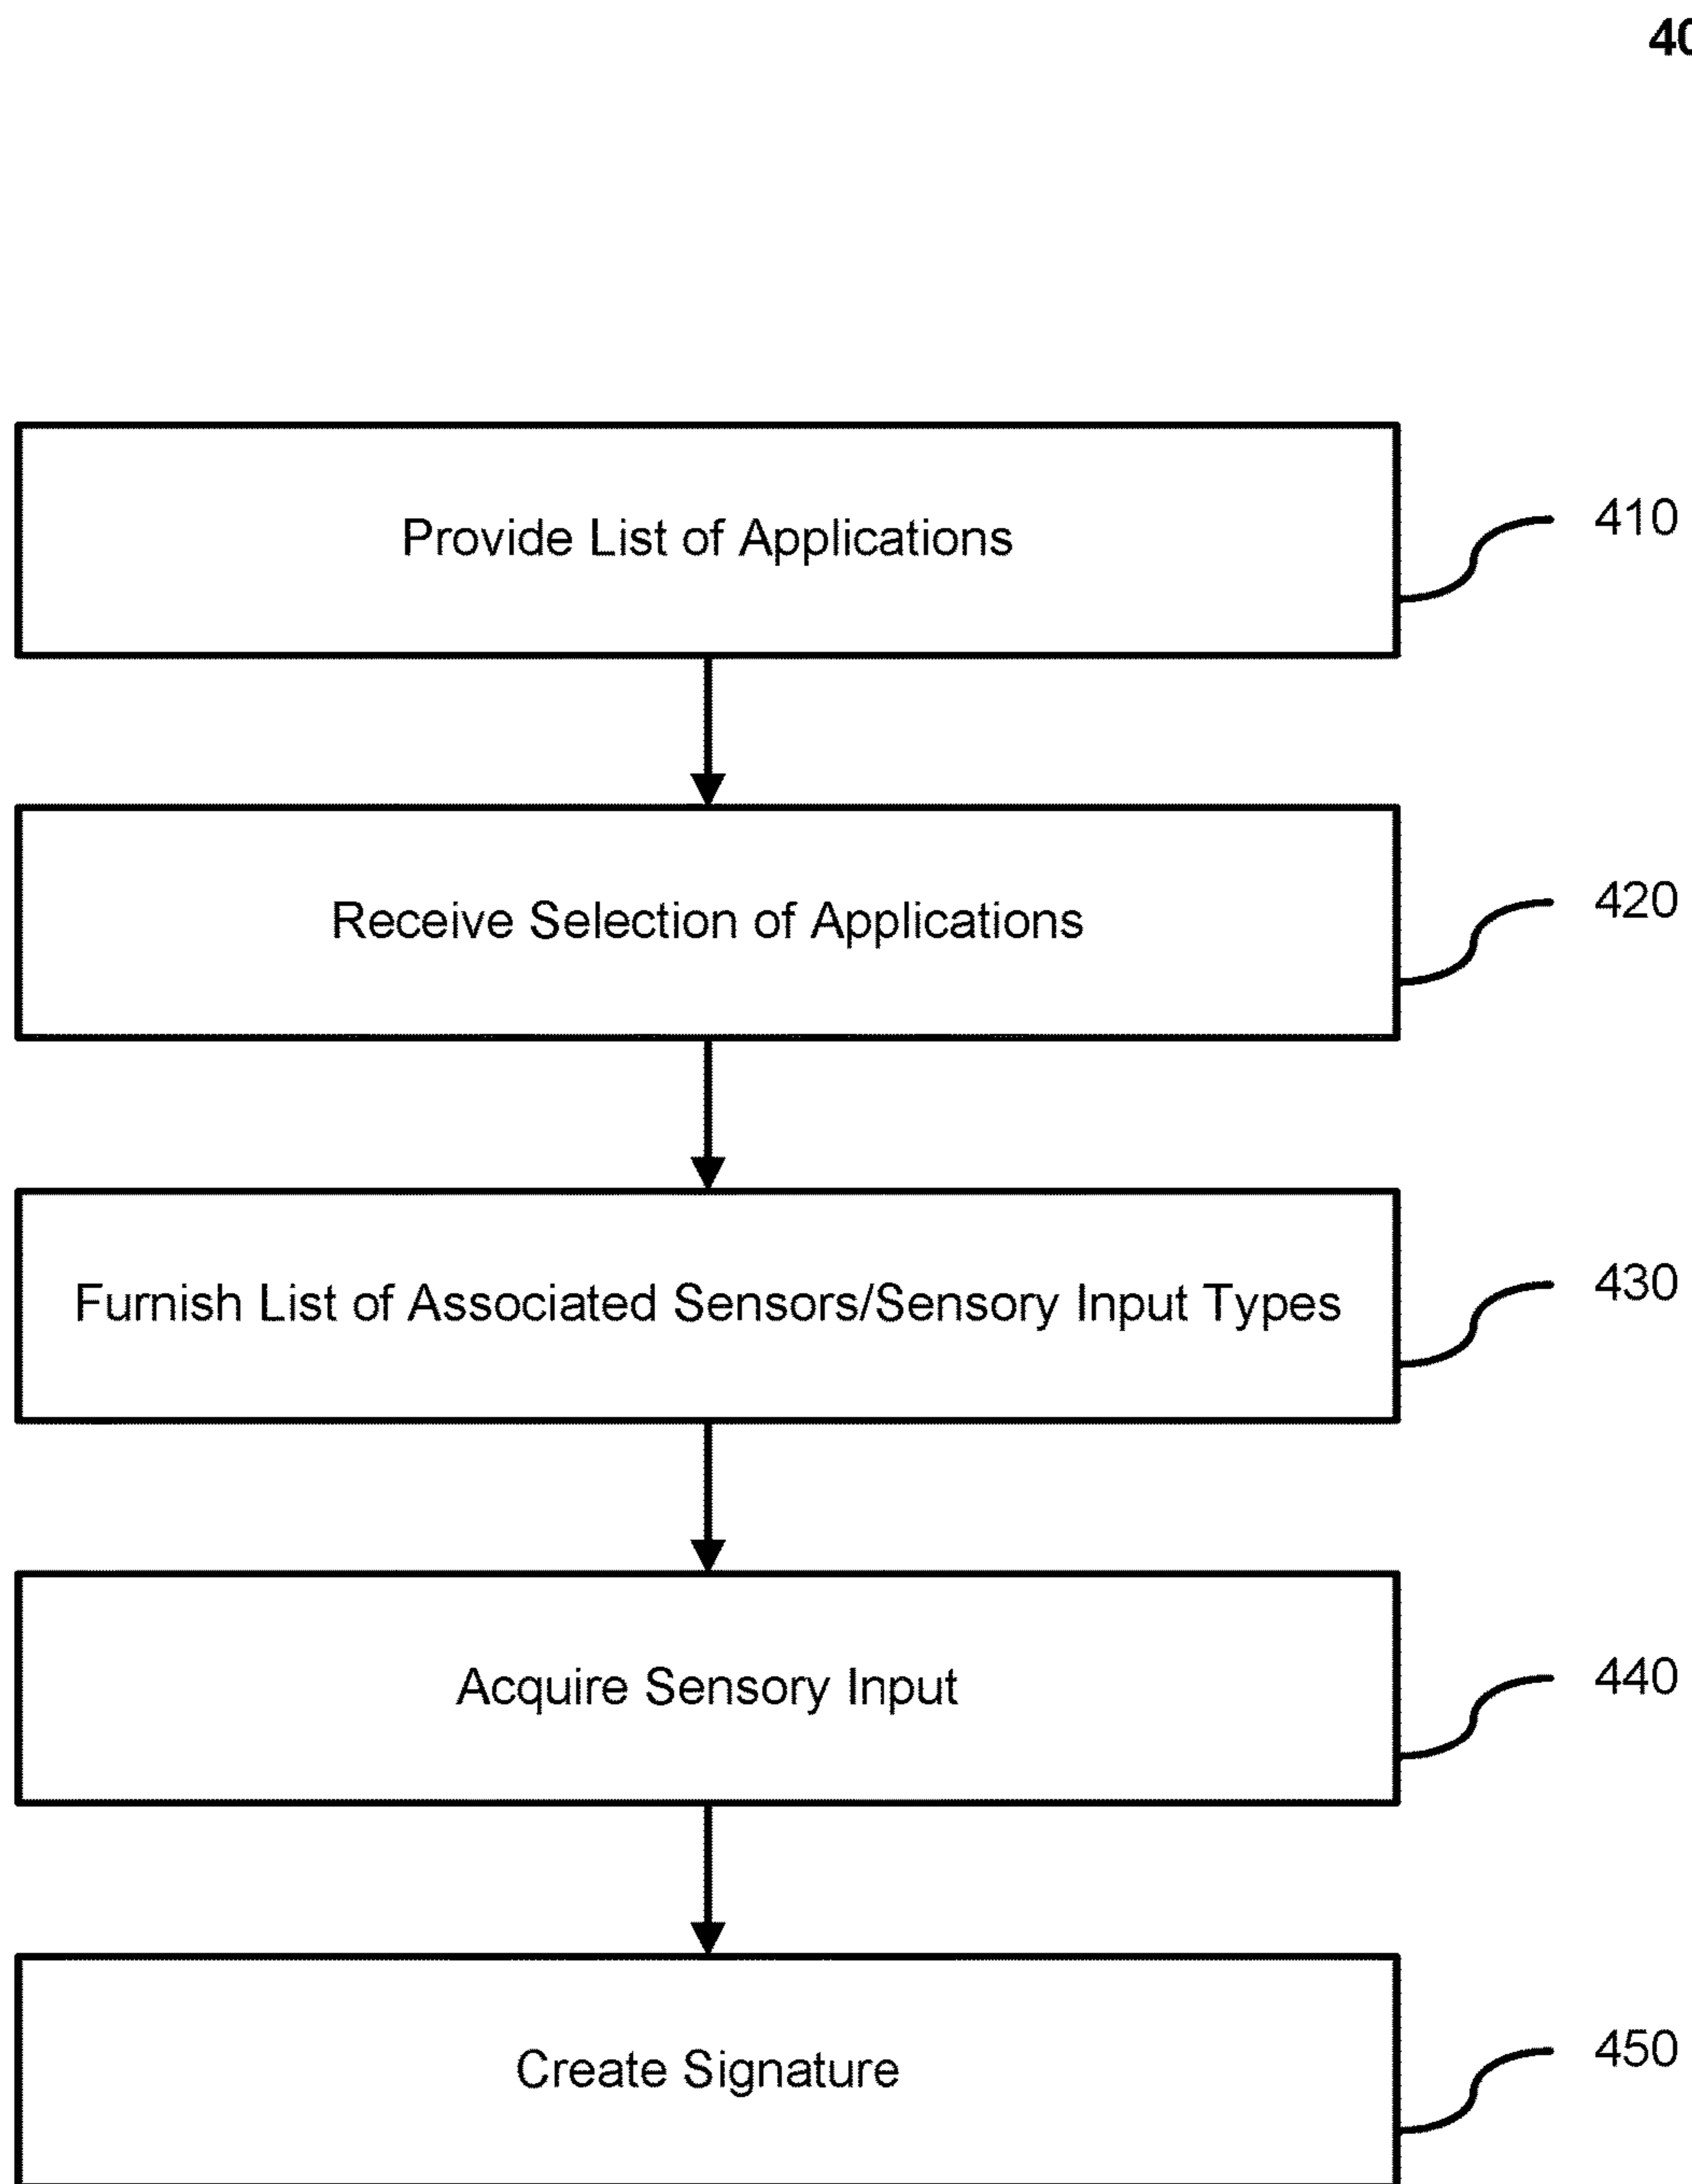 40
Provide List of Applications
410
Receive Selection of Applications
420
Furnish List of Associated Sensors/Sensory Input Types
430
Acquire Sensory Input
440
Create Signature
450